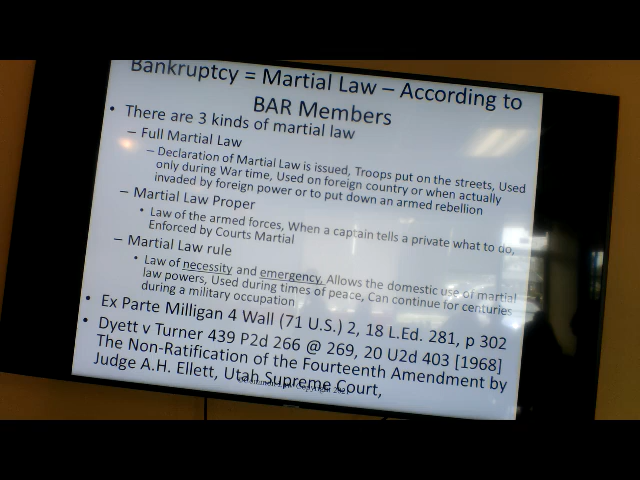 Bankruptcy = Martial Law – According to
BAR Members
• There are 3 kinds of martial law
– Full Martial Law
– Declaration of Martial Law is issued, Troops put on the streets, Used
only during War time, Used on foreign country or when actually
invaded by foreign power or to put down an armed rebellion
– Martial Law Proper
• Law of the armed forces, When a captain tells a private what to do,
Enforced by Courts Martial
– Martial Law rule
• Law of necessity and emergency, Allows the domestic use of martial
law powers, Used during times of peace, Can continue for centuries
during a military occupation
• Ex Parte Milligan 4 Wall (71 U.S.) 2, 18 L.Ed. 281, p 302
• Dyett v Turner 439 P2d 266 @ 269, 20 U2d 403 [1968]
The Non-Ratification of the Fourteenth Amendment by
Judge A.H. Ellett, Utah Supreme Court,